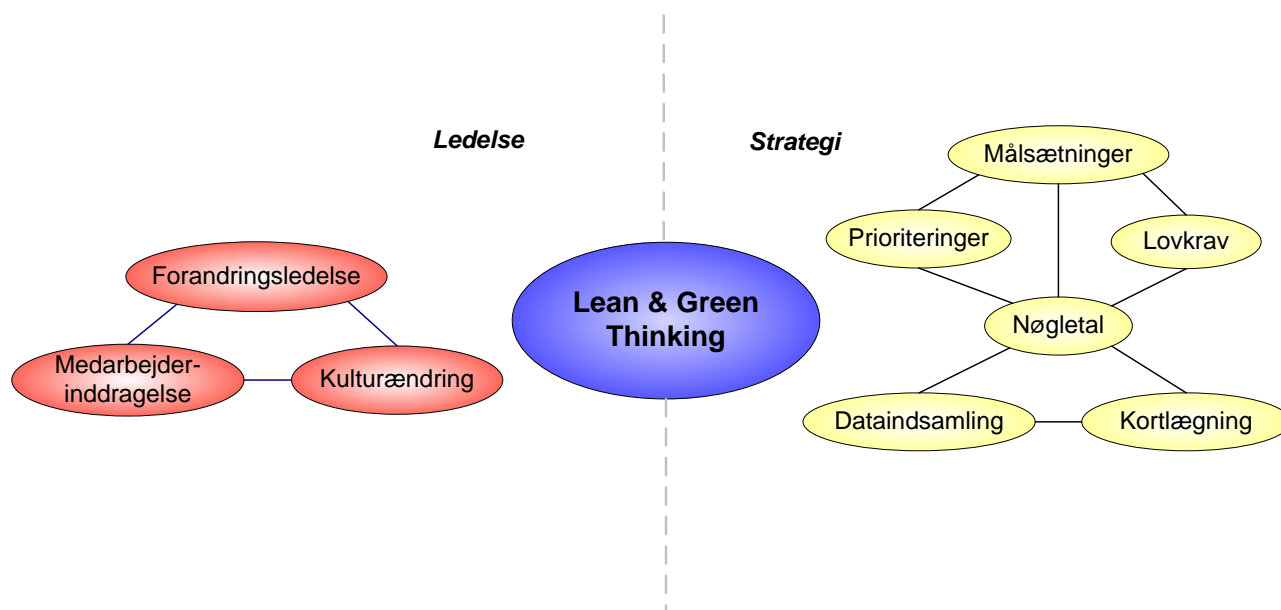 Ledelse
Strategi
Målsætninger
Prioriteringer
Lovkrav
Forandringsledelse
Lean & Green
Thinking
Nøgletal
Medarbejder-
inddragelse
Kulturændring
Dataindsamling
Kortlægning